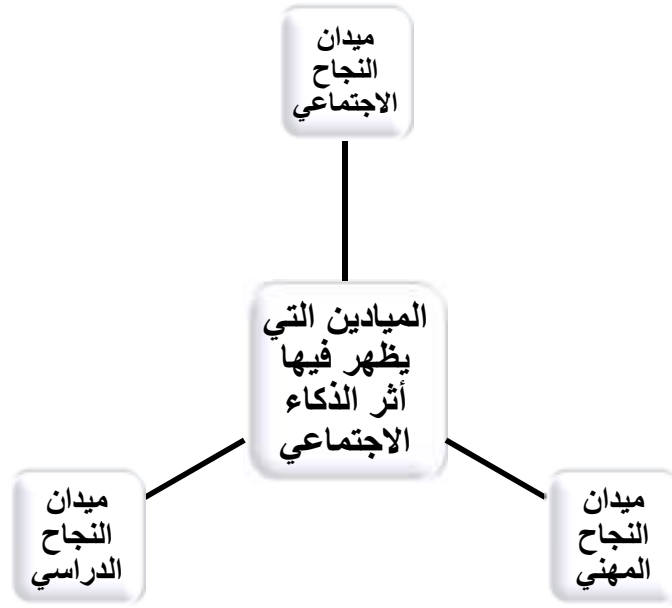 ميدان
النجاح
الاجتماعي
الميادين التي
يظهر فيها
أثر الذكاء
الاجتماعي
ميدان
النجاح
المهني
ميدان
النجاح
الدراسي